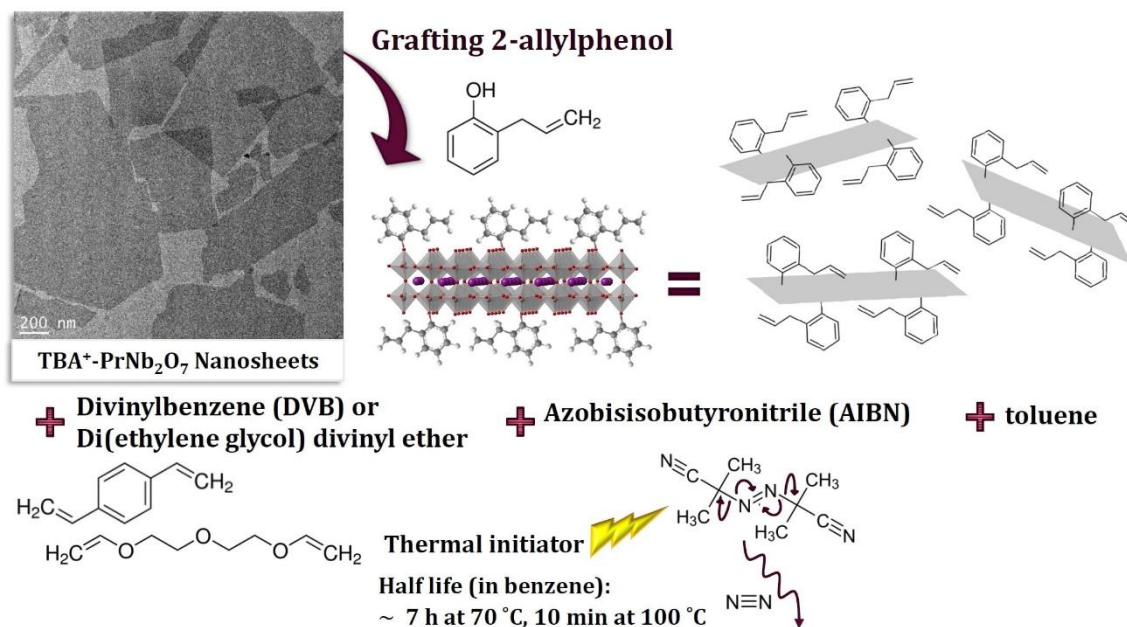 Grafting 2-allylphenol
OH
CH₂
200 nm
TBA⁺-PrNb₂O₇ Nanosheets
Divinylbenzene (DVB) or
Di(ethylene glycol) divinyl ether
Azobisisobutyronitrile (AIBN)
toluene
CH₂
H₂C
H₂C
O
O
O
CH₂
N
CH₃
CH₃
N
N
H₃C
H₃C
N
Thermal initiator
Half life (in benzene):
~ 7 h at 70 ˚C, 10 min at 100 ˚C
N≡N